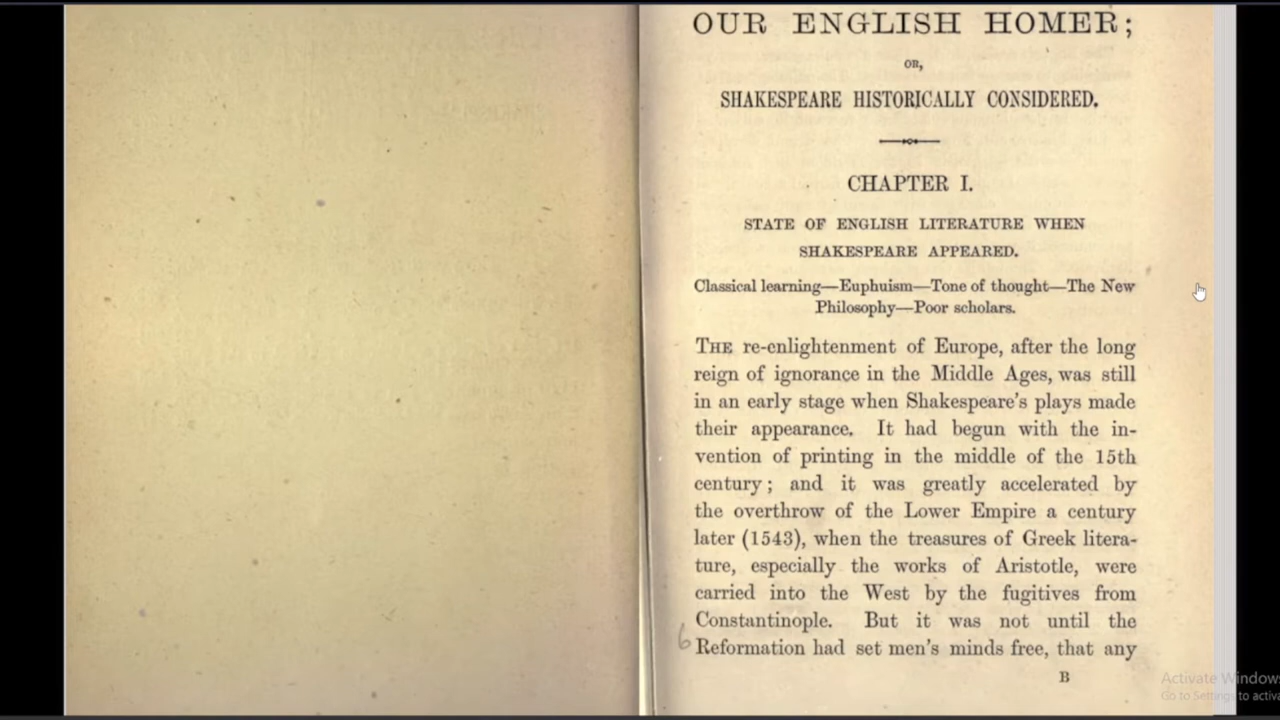 OUR ENGLISH HOMER;
OR,
SHAKESPEARE HISTORICALLY CONSIDERED.
CHAPTER I.
STATE OF ENGLISH LITERATURE WHEN
SHAKESPEARE APPEARED.
Classical learning—Euphuism—Tone of thought—The New
Philosophy—Poor scholars.
THE re-enlightenment of Europe, after the long
reign of ignorance in the Middle Ages, was still
in an early stage when Shakespeare's plays made
their appearance. It had begun with the in-
vention of printing in the middle of the 15th
century; and it was greatly accelerated by
the overthrow of the Lower Empire a century
later (1543), when the treasures of Greek litera-
ture, especially the works of Aristotle, were
carried into the West by the fugitives from
Constantinople. But it was not until the
6 Reformation had set men's minds free, that any
B
Activate Windows
Go to Settings to activa